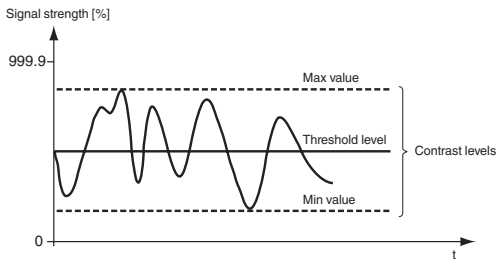 Signal strength [%]
999.9
Max value
Threshold level
Contrast levels
Min value
0
t